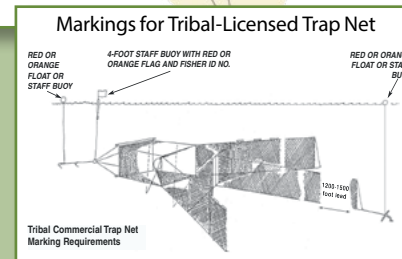 Markings for Tribal-Licensed Trap Net
RED OR
ORANGE
FLOAT OR
STAFF BUOY
4-FOOT STAFF BUOY WITH RED OR
ORANGE FLAG AND FISHER ID NO.
RED OR ORAN
FLOAT OR STA
BU
1200-1500
foot lead
Tribal Commercial Trap Net
Marking Requirements